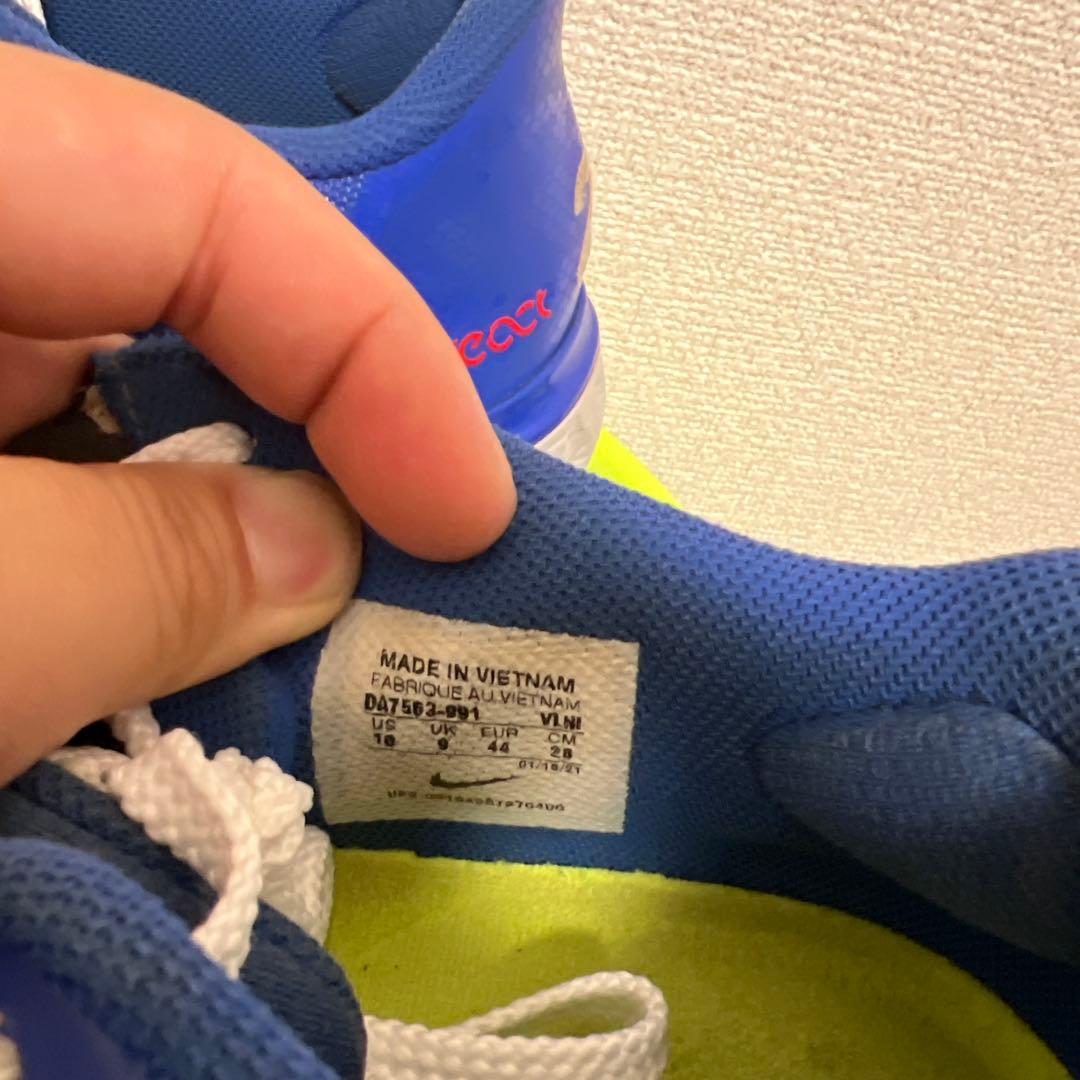 MADE IN VIETNAM
FABRIQUE AU VIETNAM
DA7563-991 VLNI
US UK EUR CM
10 9 44 28
01/18/21